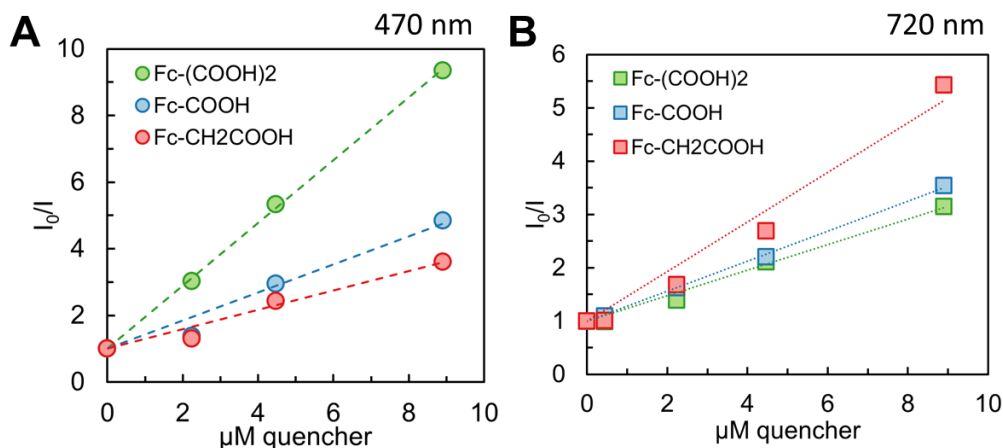 A
470 nm
10
8
6
4
2
0
I₀/I
Fc-(COOH)2
Fc-COOH
Fc-CH2COOH
0 2 4 6 8 10
µM quencher
B
720 nm
6
5
4
3
2
1
0
I₀/I
Fc-(COOH)2
Fc-COOH
Fc-CH2COOH
0 2 4 6 8 10
µM quencher